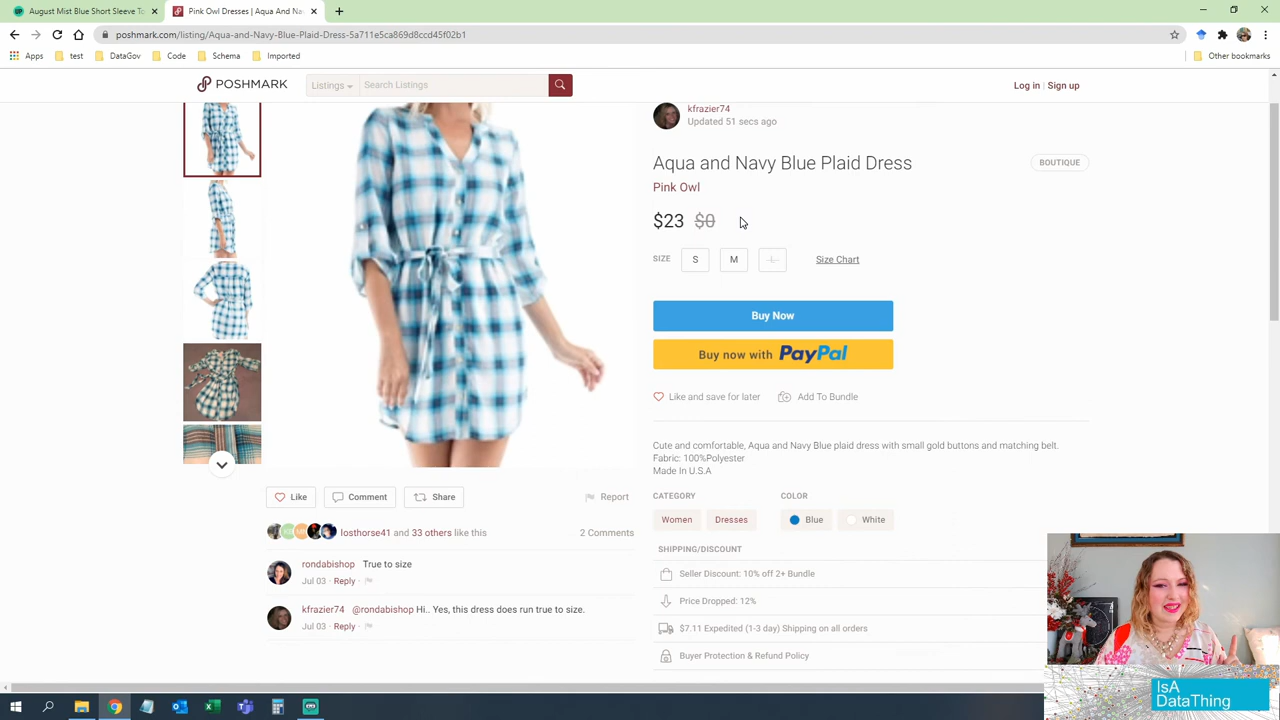 August Mist Blue Short Sleeve To
Pink Owl Dresses | Aqua And Na
poshmark.com/listing/Aqua-and-Navy-Blue-Plaid-Dress-5a711e5ca869d8ccd45f02b1
Apps test DataGov Code Schema Imported Other bookmarks
POSHMARK Listings Search Listings Log in | Sign up
kfrazier74
Updated 51 secs ago
Aqua and Navy Blue Plaid Dress BOUTIQUE
Pink Owl
$23 $0
SIZE S M L Size Chart
Buy Now
Buy now with PayPal
Like and save for later Add To Bundle
Cute and comfortable, Aqua and Navy Blue plaid dress with small gold buttons and matching belt.
Fabric: 100%Polyester
Made In U.S.A
Like Comment Share Report
CATEGORY COLOR
Women Dresses Blue White
losthorse41 and 33 others like this 2 Comments
SHIPPING/DISCOUNT
rondabishop True to size
Jul 03 · Reply
Seller Discount: 10% off 2+ Bundle
Price Dropped: 12%
kfrazier74 @rondabishop Hi.. Yes, this dress does run true to size.
Jul 03 · Reply
$7.11 Expedited (1-3 day) Shipping on all orders
Buyer Protection & Refund Policy
IsA
DataThing